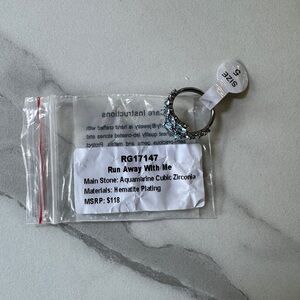 SIZE
5
Care Instructions
RG17147
Run Away With Me
Main Stone: Aquamarine Cubic Zirconia
Materials: Hematite Plating
MSRP: $118